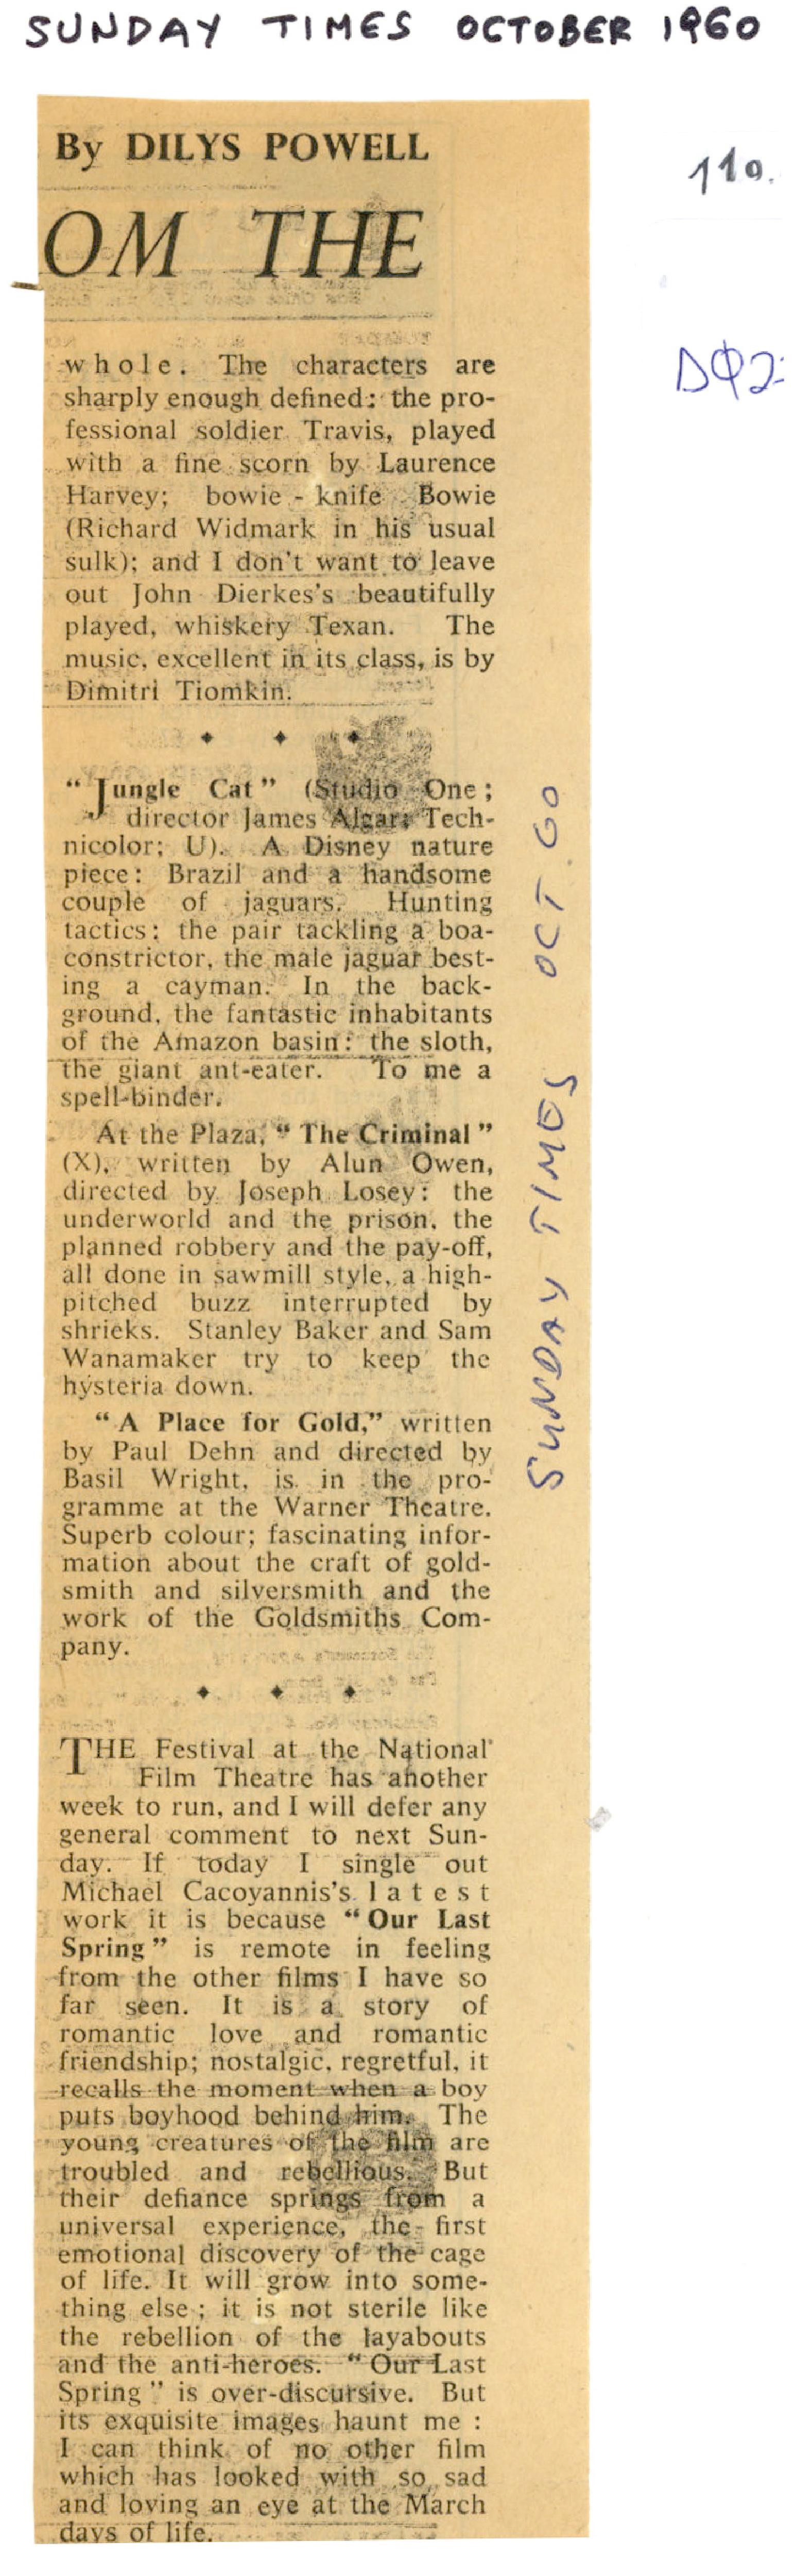 SUNDAY TIMES OCTOBER 1960
110.
By DILYS POWELL
OM THE
whole. The characters are
sharply enough defined: the pro-
fessional soldier Travis, played
with a fine scorn by Laurence
Harvey; bowie-knife Bowie
(Richard Widmark in his usual
sulk); and I don't want to leave
out John Dierkes's beautifully
played, whiskery Texan. The
music, excellent in its class, is by
Dimitri Tiomkin.
"Jungle Cat" (Studio One;
director James Algar; Tech-
nicolor; U). A Disney nature
piece: Brazil and a handsome
couple of jaguars. Hunting
tactics: the pair tackling a boa-
constrictor, the male jaguar best-
ing a cayman. In the back-
ground, the fantastic inhabitants
of the Amazon basin: the sloth,
the giant ant-eater. To me a
spell-binder.
At the Plaza, "The Criminal"
(X), written by Alun Owen,
directed by Joseph Losey: the
underworld and the prison, the
planned robbery and the pay-off,
all done in sawmill style, a high-
pitched buzz interrupted by
shrieks. Stanley Baker and Sam
Wanamaker try to keep the
hysteria down.
"A Place for Gold," written
by Paul Dehn and directed by
Basil Wright, is in the pro-
gramme at the Warner Theatre.
Superb colour; fascinating infor-
mation about the craft of gold-
smith and silversmith and the
work of the Goldsmiths Com-
pany.
THE Festival at the National
Film Theatre has another
week to run, and I will defer any
general comment to next Sun-
day. If today I single out
Michael Cacoyannis's latest
work it is because "Our Last
Spring" is remote in feeling
from the other films I have so
far seen. It is a story of
romantic love and romantic
friendship; nostalgic, regretful, it
recalls the moment when a boy
puts boyhood behind him. The
young creatures of the film are
troubled and rebellious. But
their defiance springs from a
universal experience, the first
emotional discovery of the cage
of life. It will grow into some-
thing else; it is not sterile like
the rebellion of the layabouts
and the anti-heroes. "Our Last
Spring" is over-discursive. But
its exquisite images haunt me:
I can think of no other film
which has looked with so sad
and loving an eye at the March
days of life.
SUNDAY TIMES OCT 60